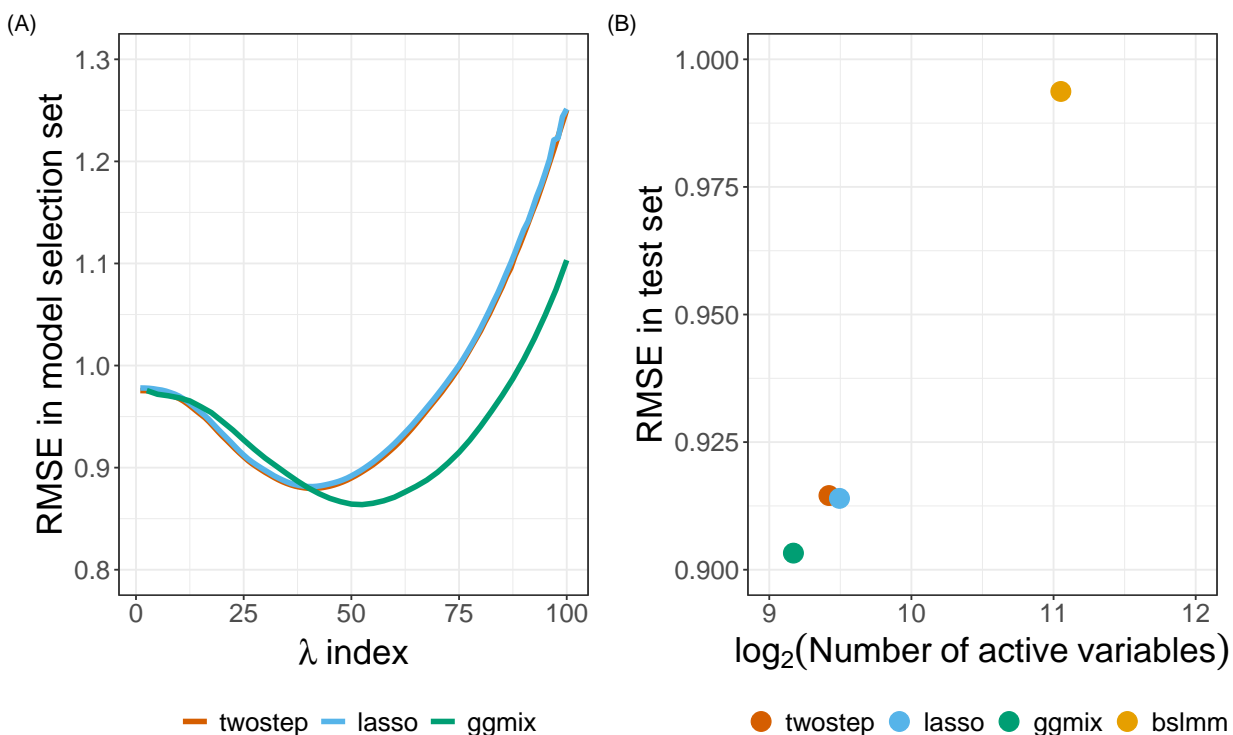 (A)
RMSE in model selection set
1.3
1.2
1.1
1.0
0.9
0.8
0 25 50 75 100
λ index
twostep lasso ggmix
(B)
RMSE in test set
1.000
0.975
0.950
0.925
0.900
9 10 11 12
log₂(Number of active variables)
twostep lasso ggmix bslmm